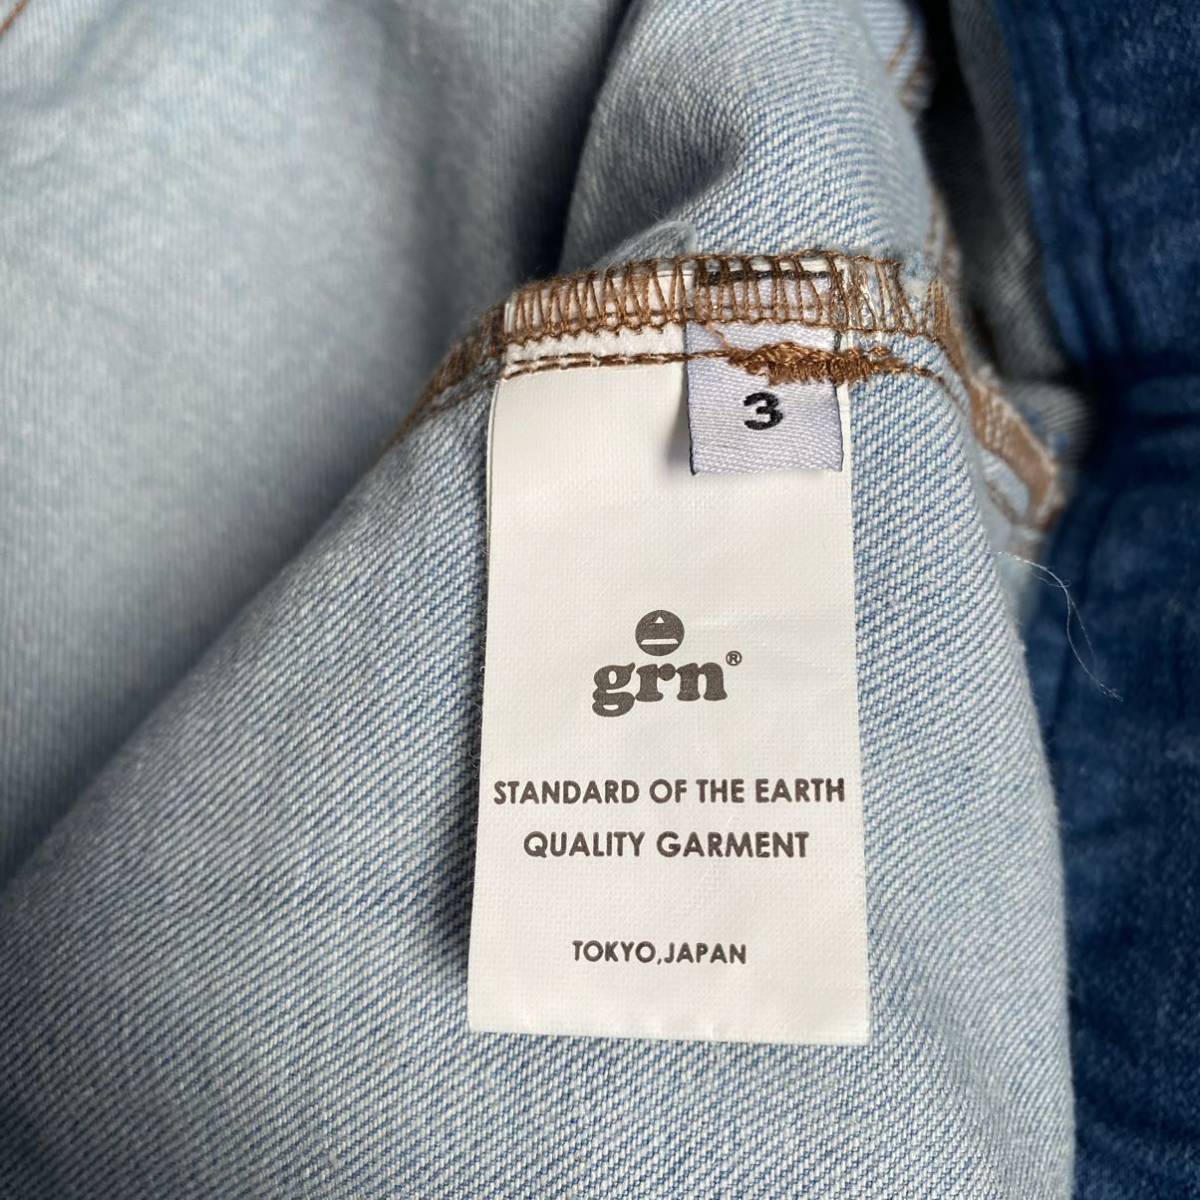 3
grn®
STANDARD OF THE EARTH
QUALITY GARMENT
TOKYO,JAPAN